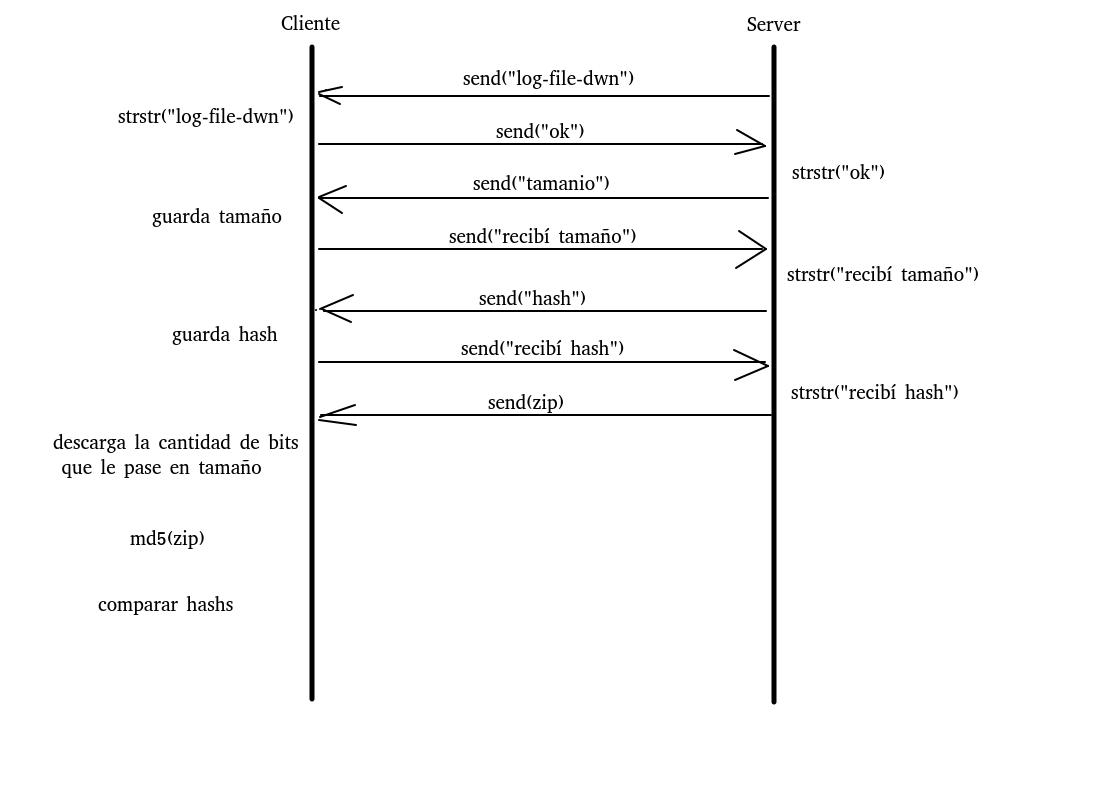 Cliente
Server
send("log-file-dwn")
strstr("log-file-dwn")
send("ok")
strstr("ok")
send("tamanio")
guarda tamaño
send("recibí tamaño")
strstr("recibí tamaño")
send("hash")
guarda hash
send("recibí hash")
strstr("recibí hash")
send(zip)
descarga la cantidad de bits
que le pase en tamaño
md5(zip)
comparar hashs